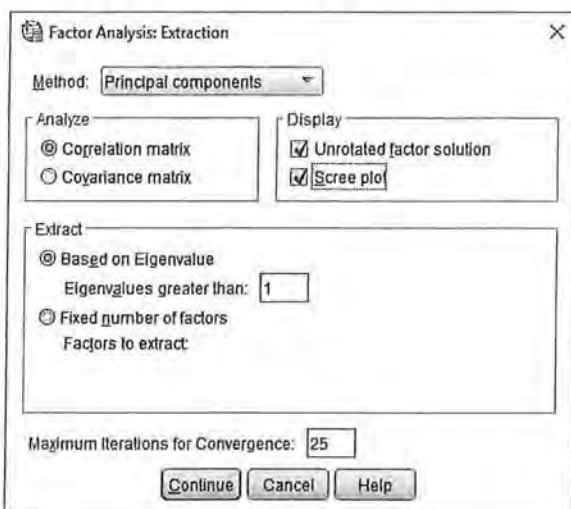 Factor Analysis: Extraction
Method: Principal components
Analyze
Correlation matrix
Covariance matrix
Display
Unrotated factor solution
Scree plot
Extract
Based on Eigenvalue
Eigenvalues greater than: 1
Fixed number of factors
Factors to extract:
Maximum Iterations for Convergence: 25
Continue Cancel Help